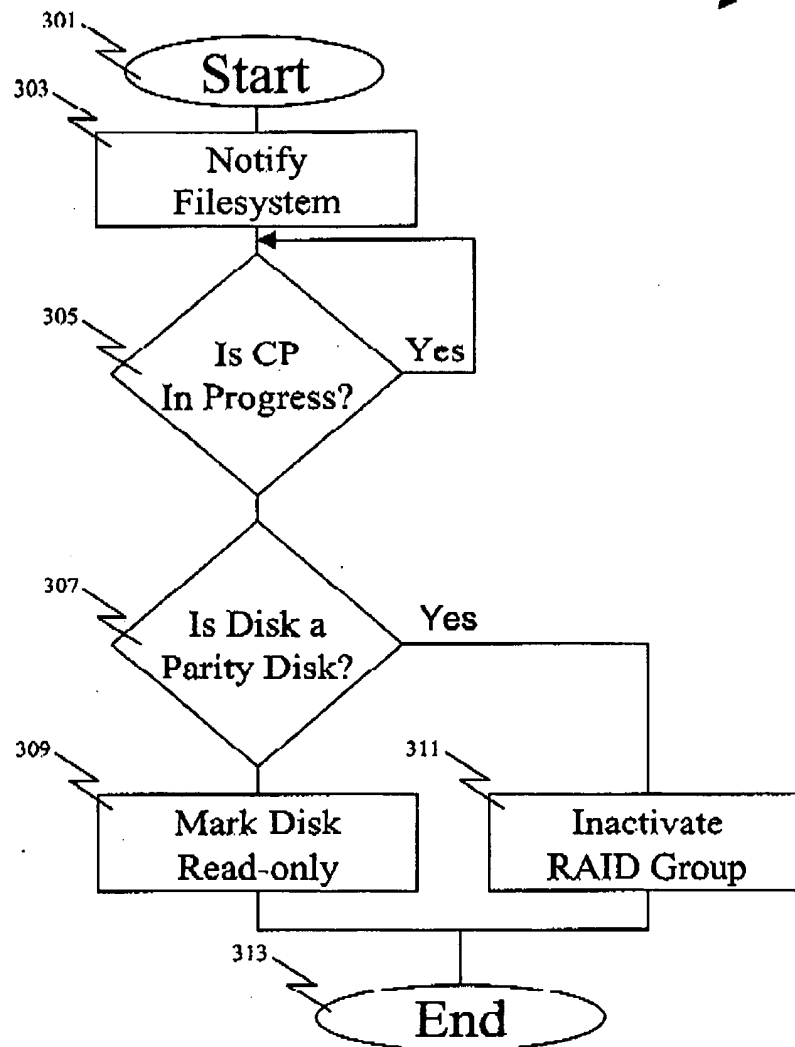 301
Start
303
Notify
Filesystem
305
Is CP
In Progress?
Yes
307
Is Disk a
Parity Disk?
Yes
309
Mark Disk
Read-only
311
Inactivate
RAID Group
313
End